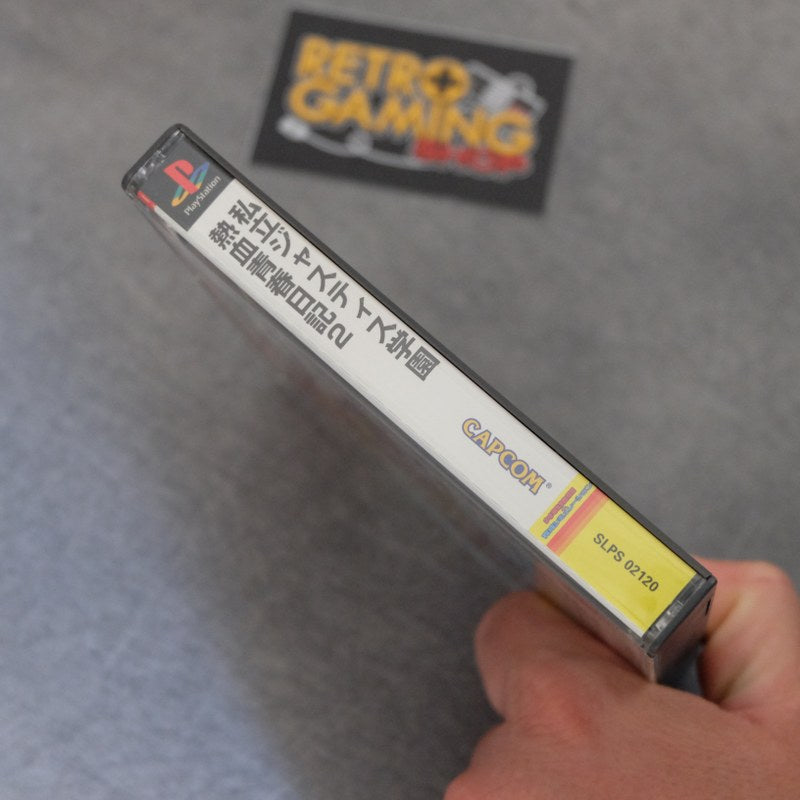 RETRO
GAMING
SHOP
PlayStation
私立ジャスティス学園
熱血青春日記2
CAPCOM®
SLPS 02120